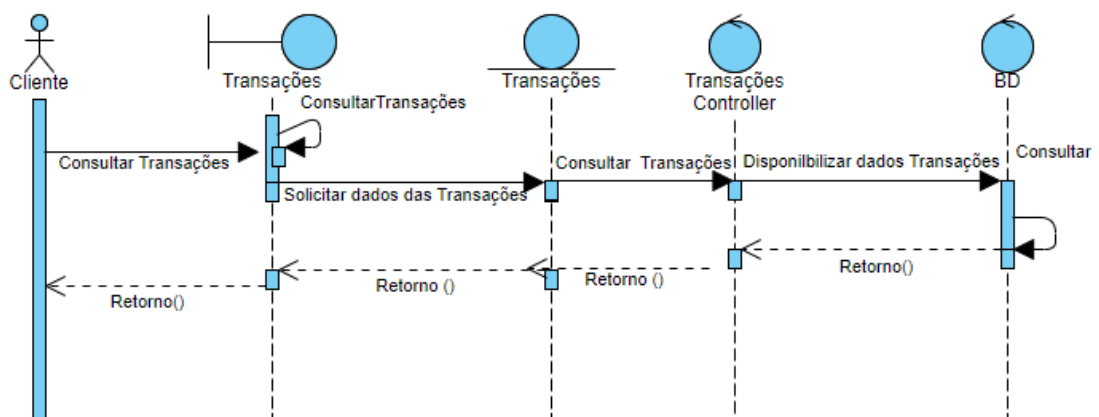 Cliente
Transações
Transações
Transações
Controller
BD
ConsultarTransações
Consultar Transações
Solicitar dados das Transações
Consultar Transações
Disponilbilizar dados Transações
Consultar
Retorno()
Retorno ()
Retorno ()
Retorno()